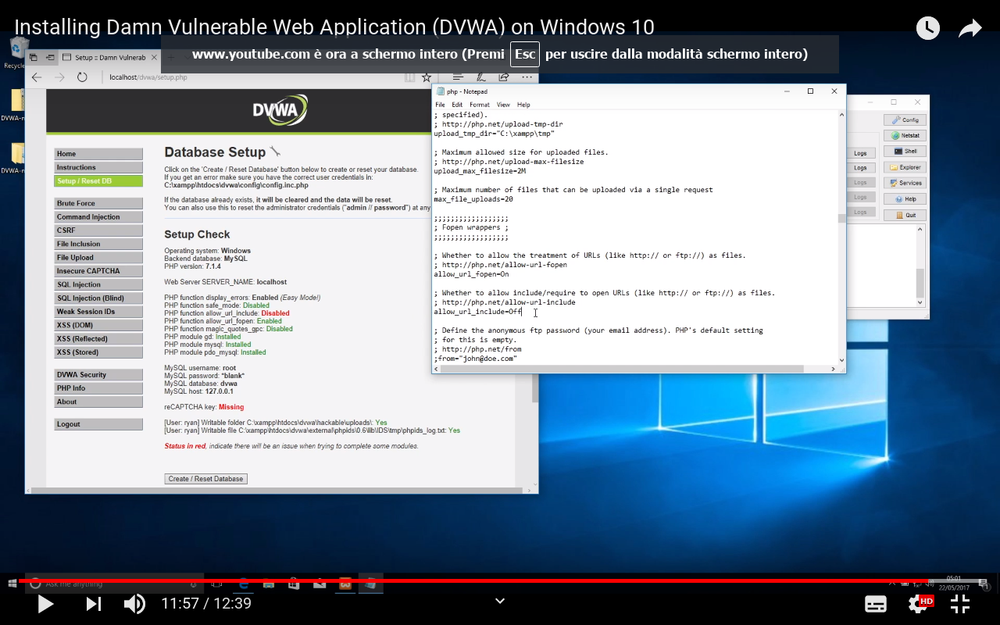 Installing Damn Vulnerable Web Application (DVWA) on Windows 10
www.youtube.com è ora a schermo intero (Premi Esc per uscire dalla modalità schermo intero)
Setup :: Damn Vulnerab
localhost/dvwa/setup.php
DVWA
Home
Instructions
Setup / Reset DB
Brute Force
Command Injection
CSRF
File Inclusion
File Upload
Insecure CAPTCHA
SQL Injection
SQL Injection (Blind)
Weak Session IDs
XSS (DOM)
XSS (Reflected)
XSS (Stored)
DVWA Security
PHP Info
About
Logout
Database Setup
Click on the 'Create / Reset Database' button below to create or reset your database.
If you get an error make sure you have the correct user credentials in:
C:\xampp\htdocs\dvwa\config\config.inc.php
If the database already exists, it will be cleared and the data will be reset.
You can also use this to reset the administrator credentials ("admin // password") at any
Setup Check
Operating system: Windows
Backend database: MySQL
PHP version: 7.1.4
Web Server SERVER_NAME: localhost
PHP function display_errors: Enabled (Easy Mode!)
PHP function safe_mode: Disabled
PHP function allow_url_include: Disabled
PHP function allow_url_fopen: Enabled
PHP function magic_quotes_gpc: Disabled
PHP module gd: Installed
PHP module mysql: Installed
PHP module pdo_mysql: Installed
MySQL username: root
MySQL password: *blank*
MySQL database: dvwa
MySQL host: 127.0.0.1
reCAPTCHA key: Missing
[User: ryan] Writable folder C:\xampp\htdocs\dvwa\hackable\uploads\: Yes
[User: ryan] Writable file C:\xampp\htdocs\dvwa\external\phpids\0.6\lib\IDS\tmp\phpids_log.txt: Yes
Status in red, indicate there will be an issue when trying to complete some modules.
Create / Reset Database
php - Notepad
File Edit Format View Help
; specified).
; http://php.net/upload-tmp-dir
upload_tmp_dir="C:\xampp\tmp"
; Maximum allowed size for uploaded files.
; http://php.net/upload-max-filesize
upload_max_filesize=2M
; Maximum number of files that can be uploaded via a single request
max_file_uploads=20
;;;;;;;;;;;;;;;;;;
; Fopen wrappers ;
;;;;;;;;;;;;;;;;;;
; Whether to allow the treatment of URLs (like http:// or ftp://) as files.
; http://php.net/allow-url-fopen
allow_url_fopen=On
; Whether to allow include/require to open URLs (like http:// or ftp://) as files.
; http://php.net/allow-url-include
allow_url_include=Off
; Define the anonymous ftp password (your email address). PHP's default setting
; for this is empty.
; http://php.net/from
;from="john@doe.com"
Config
Netstat
Logs Shell
Logs Explorer
Logs Services
Logs Help
Logs Quit
Recycle
DVWA-m
DVWA-m
Ask me anything
05:01
22/05/2017
11:57 / 12:39
HD